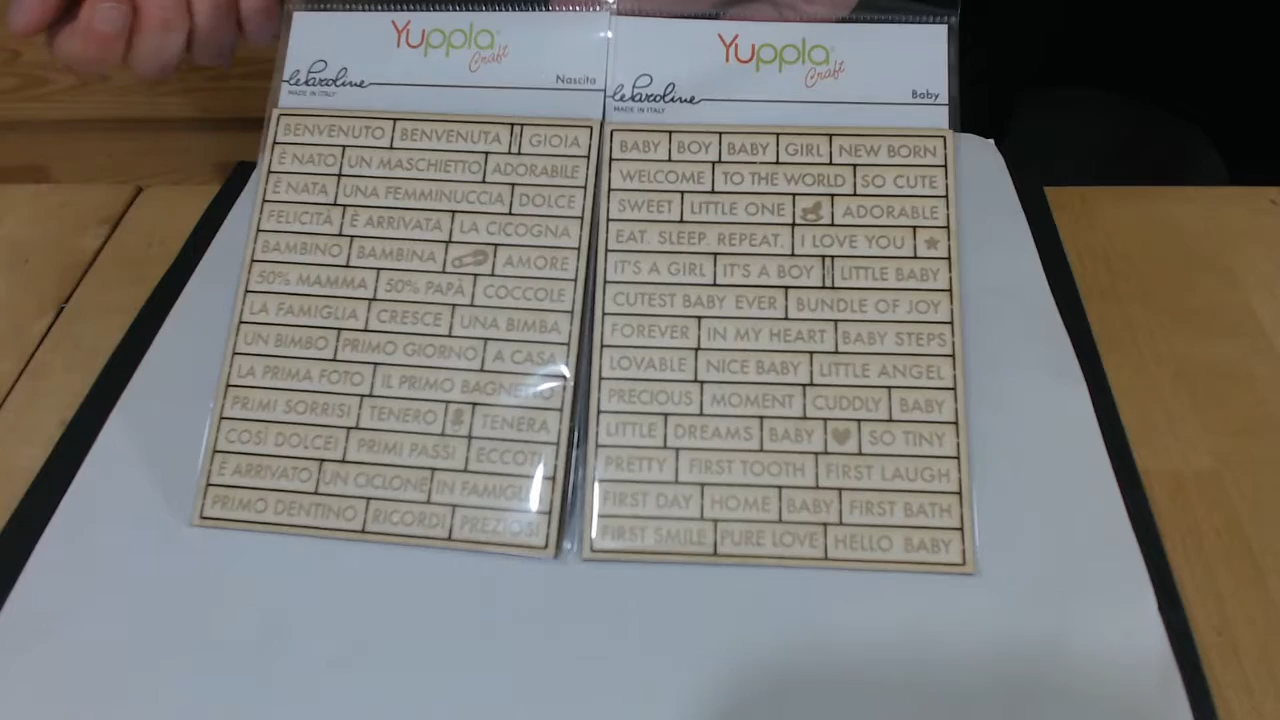 Yuppla
Craft
leParoline
Nascita
MADE IN ITALY
BENVENUTO BENVENUTA GIOIA
È NATO UN MASCHIETTO ADORABILE
È NATA UNA FEMMINUCCIA DOLCE
FELICITÀ È ARRIVATA LA CICOGNA
BAMBINO BAMBINA AMORE
50% MAMMA 50% PAPÀ COCCOLE
LA FAMIGLIA CRESCE UNA BIMBA
UN BIMBO PRIMO GIORNO A CASA
LA PRIMA FOTO IL PRIMO BAGNETTO
PRIMI SORRISI TENERO TENERA
COSÌ DOLCE! PRIMI PASSI ECCOTI
È ARRIVATO UN CICLONE IN FAMIGLIA
PRIMO DENTINO RICORDI PREZIOSI
Yuppla
Craft
leParoline
Baby
MADE IN ITALY
BABY BOY BABY GIRL NEW BORN
WELCOME TO THE WORLD SO CUTE
SWEET LITTLE ONE ADORABLE
EAT. SLEEP. REPEAT. I LOVE YOU
IT'S A GIRL IT'S A BOY LITTLE BABY
CUTEST BABY EVER BUNDLE OF JOY
FOREVER IN MY HEART BABY STEPS
LOVABLE NICE BABY LITTLE ANGEL
PRECIOUS MOMENT CUDDLY BABY
LITTLE DREAMS BABY SO TINY
PRETTY FIRST TOOTH FIRST LAUGH
FIRST DAY HOME BABY FIRST BATH
FIRST SMILE PURE LOVE HELLO BABY